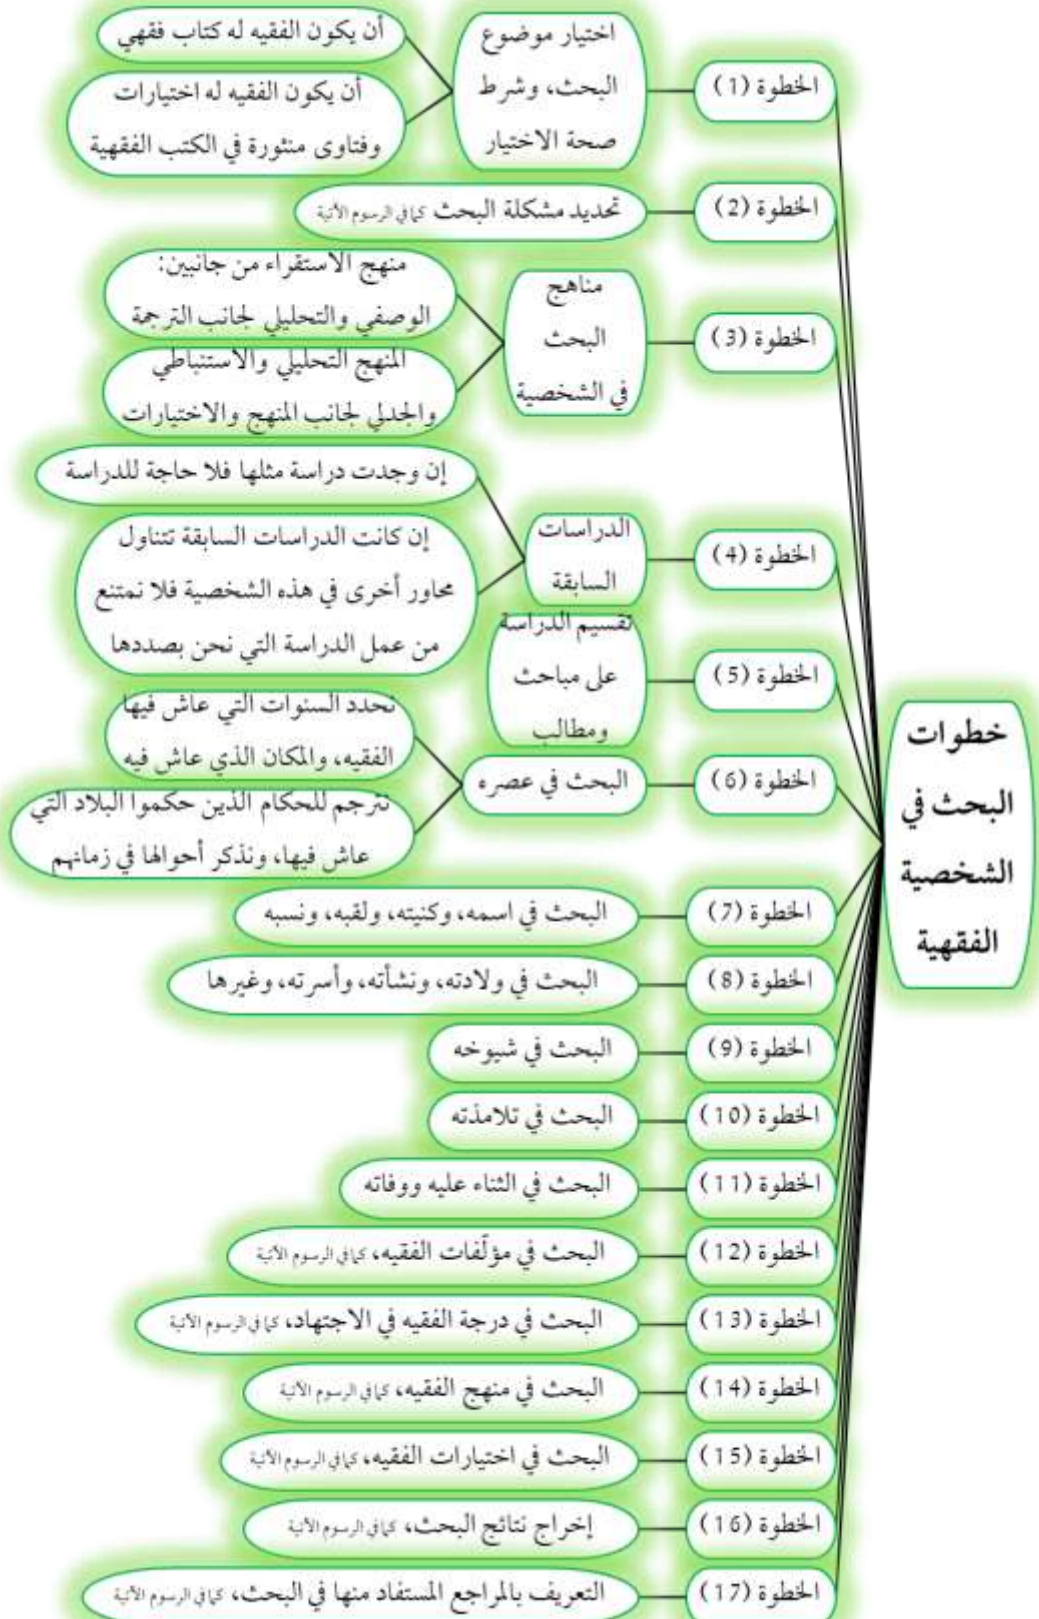 خطوات
البحث في
الشخصية
الفقهية
الخطوة (1)
اختيار موضوع
البحث، وشرط
صحة الاختيار
أن يكون الفقيه له كتاب فقهي
أن يكون الفقيه له اختيارات
وفتاوى منثورة في الكتب الفقهية
الخطوة (2)
تحديد مشكلة البحث كما في الرسوم الآتية
الخطوة (3)
مناهج
البحث
في الشخصية
منهج الاستقراء من جانبين:
الوصفي والتحليلي لجانب الترجمة
المنهج التحليلي والاستنباطي
والجدلي لجانب المنهج والاختيارات
الخطوة (4)
الدراسات
السابقة
إن وجدت دراسة مثلها فلا حاجة للدراسة
إن كانت الدراسات السابقة تتناول
محاور أخرى في هذه الشخصية فلا نمتنع
من عمل الدراسة التي نحن بصددها
الخطوة (5)
تقسيم الدراسة
على مباحث
ومطالب
الخطوة (6)
البحث في عصره
نحدد السنوات التي عاش فيها
الفقيه، والمكان الذي عاش فيه
نترجم للحكام الذين حكموا البلاد التي
عاش فيها، ونذكر أحوالها في زمانهم
الخطوة (7)
البحث في اسمه، وكنيته، ولقبه، ونسبه
الخطوة (8)
البحث في ولادته، ونشأته، وأسرته، وغيرها
الخطوة (9)
البحث في شيوخه
الخطوة (10)
البحث في تلامذته
الخطوة (11)
البحث في الثناء عليه ووفاته
الخطوة (12)
البحث في مؤلّفات الفقيه، كما في الرسوم الآتية
الخطوة (13)
البحث في درجة الفقيه في الاجتهاد، كما في الرسوم الآتية
الخطوة (14)
البحث في منهج الفقيه، كما في الرسوم الآتية
الخطوة (15)
البحث في اختيارات الفقيه، كما في الرسوم الآتية
الخطوة (16)
إخراج نتائج البحث، كما في الرسوم الآتية
الخطوة (17)
التعريف بالمراجع المستفاد منها في البحث، كما في الرسوم الآتية